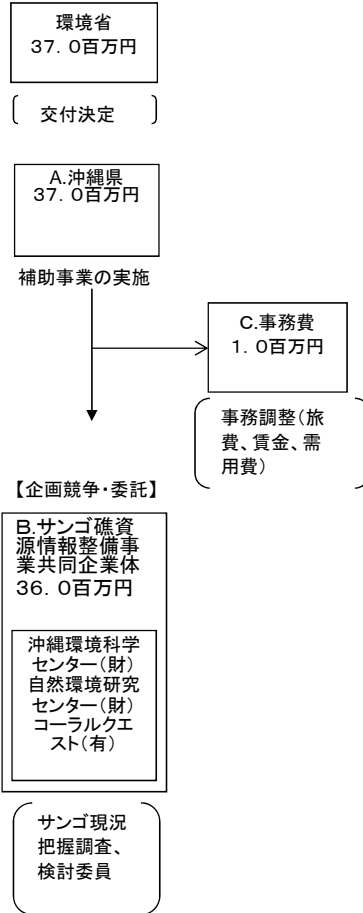 環境省
37．0百万円
交付決定
A.沖縄県
37．0百万円
補助事業の実施
C.事務費
1．0百万円
事務調整（旅
費、賃金、需
用費）
【企画競争・委託】
B.サンゴ礁資
源情報整備事
業共同企業体
36．0百万円
沖縄環境科学
センター（財）
自然環境研究
センター（財）
コーラルクエ
スト（有）
サンゴ現況
把握調査、
検討委員